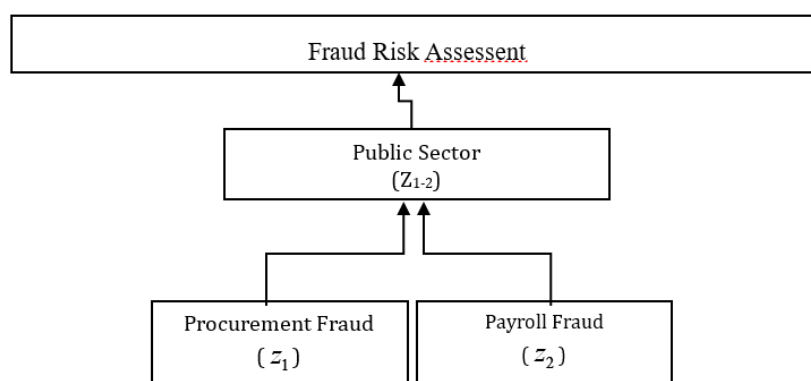 Fraud Risk Assessent
Public Sector
(Z₁₋₂)
Procurement Fraud
( z₁)
Payroll Fraud
( z₂)